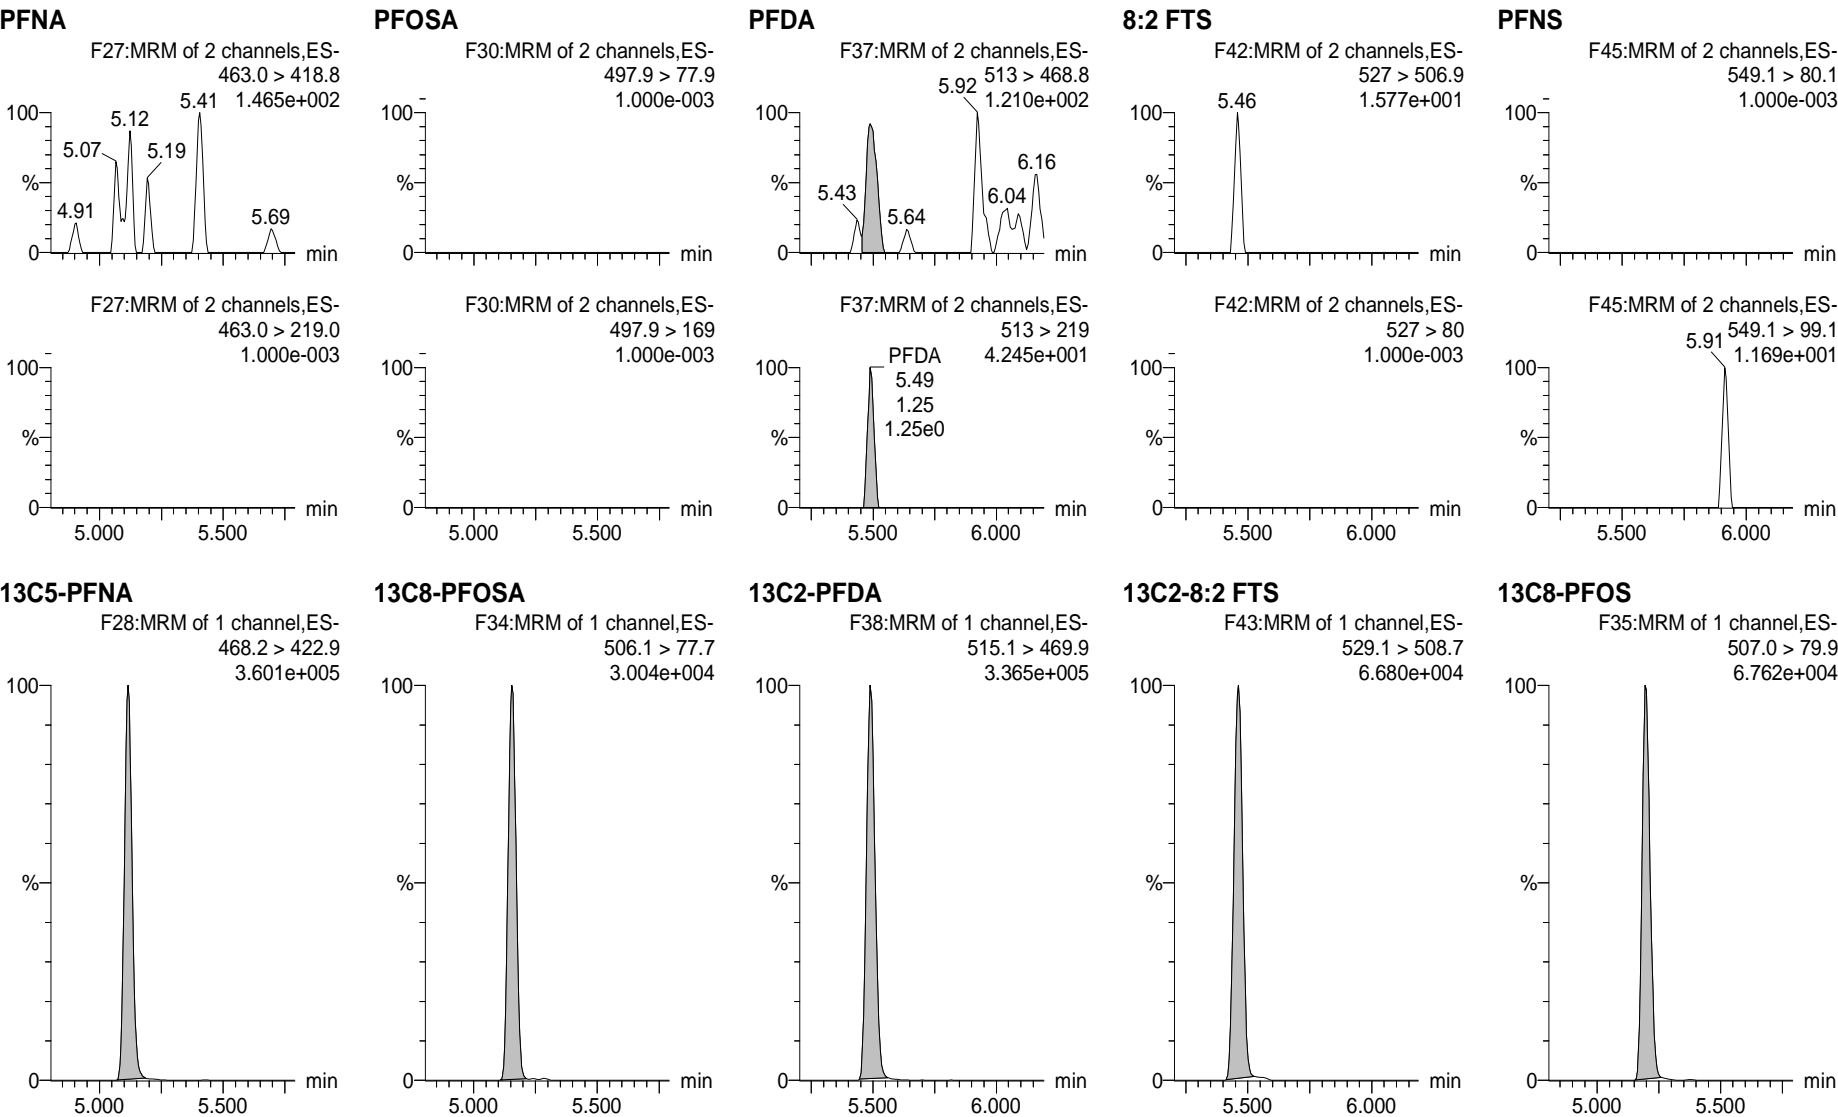 PFNA
F27:MRM of 2 channels,ES-
463.0 > 418.8
1.465e+002
5.41
5.12
5.07
5.19
4.91
5.69
100
%
0
min
F27:MRM of 2 channels,ES-
463.0 > 219.0
1.000e-003
100
%
0
min
5.000 5.500
PFOSA
F30:MRM of 2 channels,ES-
497.9 > 77.9
1.000e-003
100
%
0
min
F30:MRM of 2 channels,ES-
497.9 > 169
1.000e-003
100
%
0
min
5.000 5.500
PFDA
F37:MRM of 2 channels,ES-
513 > 468.8
1.210e+002
5.92
6.16
5.43
6.04
5.64
100
%
0
min
F37:MRM of 2 channels,ES-
513 > 219
4.245e+001
PFDA
5.49
1.25
1.25e0
100
%
0
min
5.500 6.000
8:2 FTS
F42:MRM of 2 channels,ES-
527 > 506.9
1.577e+001
5.46
100
%
0
min
F42:MRM of 2 channels,ES-
527 > 80
1.000e-003
100
%
0
min
5.500 6.000
PFNS
F45:MRM of 2 channels,ES-
549.1 > 80.1
1.000e-003
100
%
0
min
F45:MRM of 2 channels,ES-
549.1 > 99.1
1.169e+001
5.91
100
%
0
min
5.500 6.000
13C5-PFNA
F28:MRM of 1 channel,ES-
468.2 > 422.9
3.601e+005
100
%
0
min
5.000 5.500
13C8-PFOSA
F34:MRM of 1 channel,ES-
506.1 > 77.7
3.004e+004
100
%
0
min
5.000 5.500
13C2-PFDA
F38:MRM of 1 channel,ES-
515.1 > 469.9
3.365e+005
100
%
0
min
5.500 6.000
13C2-8:2 FTS
F43:MRM of 1 channel,ES-
529.1 > 508.7
6.680e+004
100
%
0
min
5.500 6.000
13C8-PFOS
F35:MRM of 1 channel,ES-
507.0 > 79.9
6.762e+004
100
%
0
min
5.000 5.500